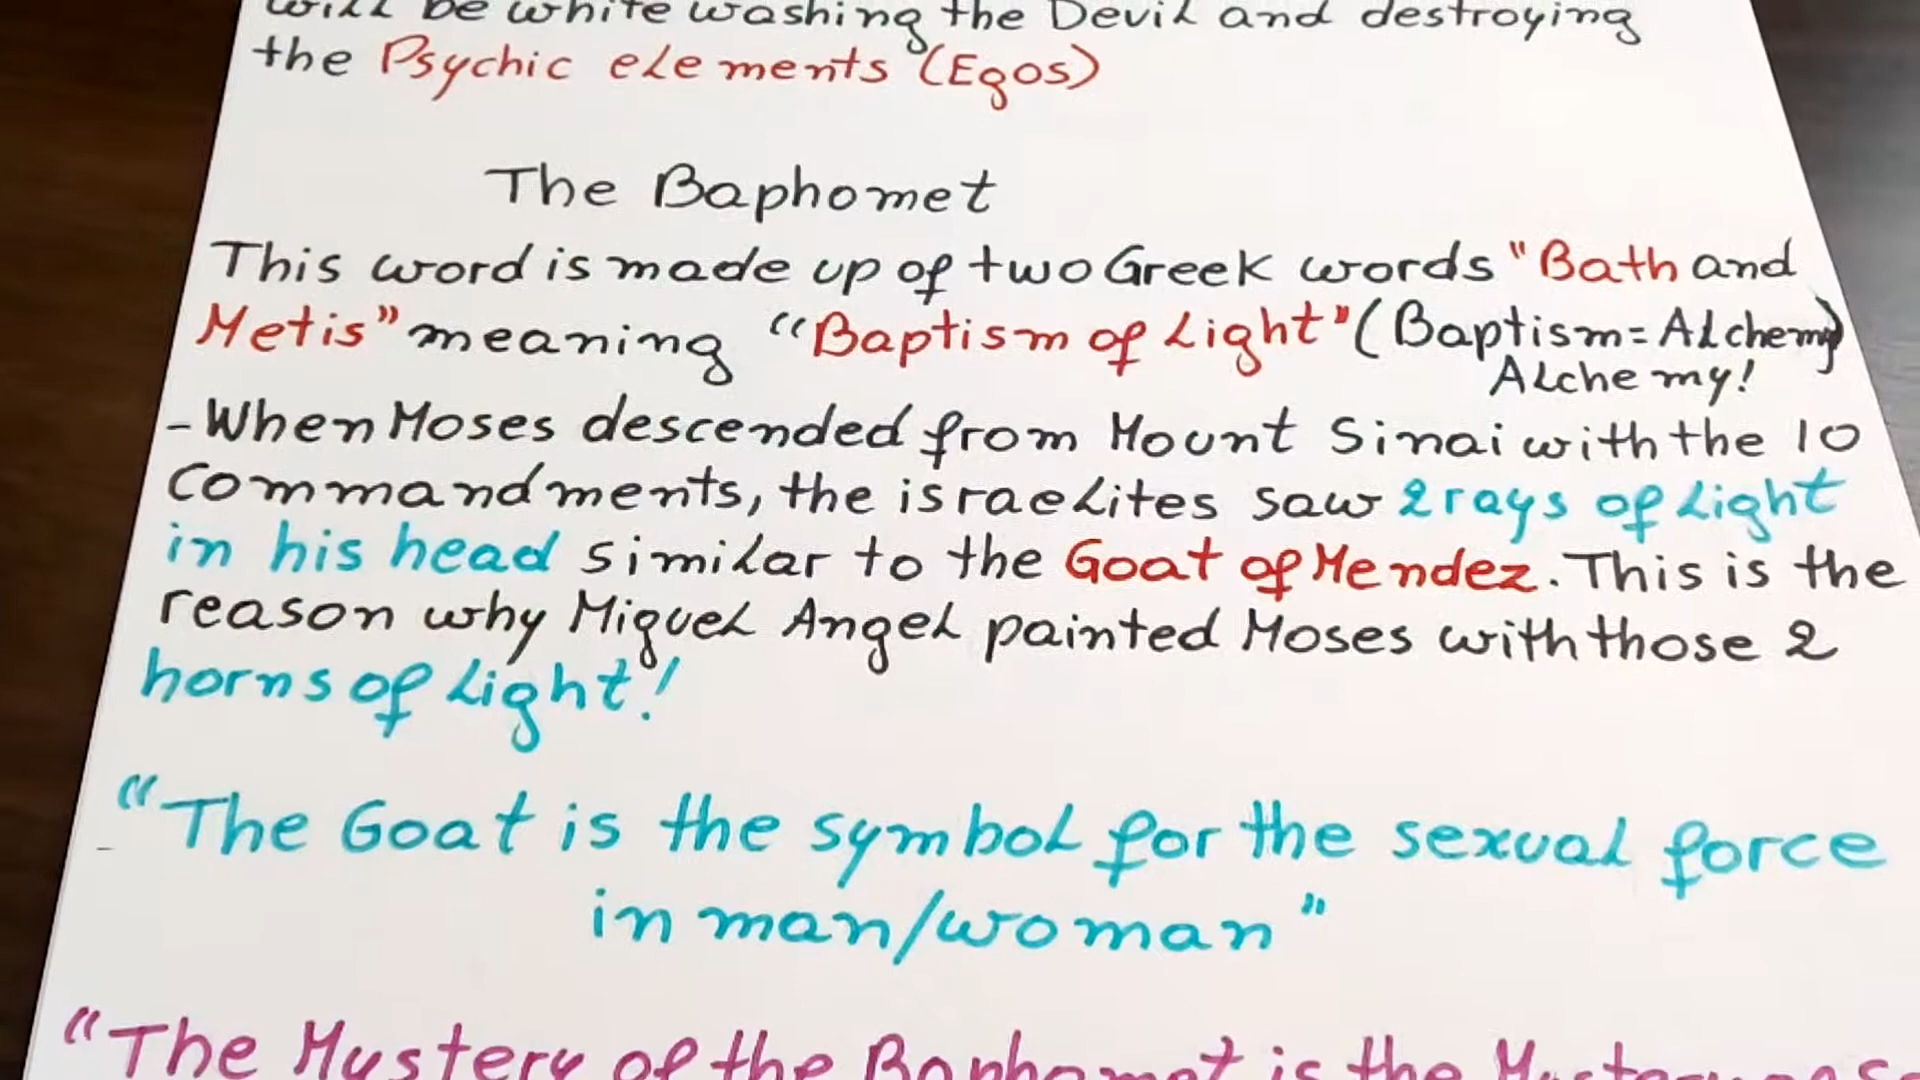 will be white washing the Devil and destroying
the Psychic elements (Egos)
The Baphomet
This word is made up of two Greek words "Bath and
Metis" meaning "Baptism of Light" (Baptism = Alchemy)
Alchemy!
- When Moses descended from Mount Sinai with the 10
Commandments, the israelites saw 2 rays of Light
in his head similar to the Goat of Mendez. This is the
reason why Miguel Angel painted Moses with those 2
horns of Light!
"The Goat is the symbol for the sexual force
in man/woman"
"The Mystery of the Baphomet is the